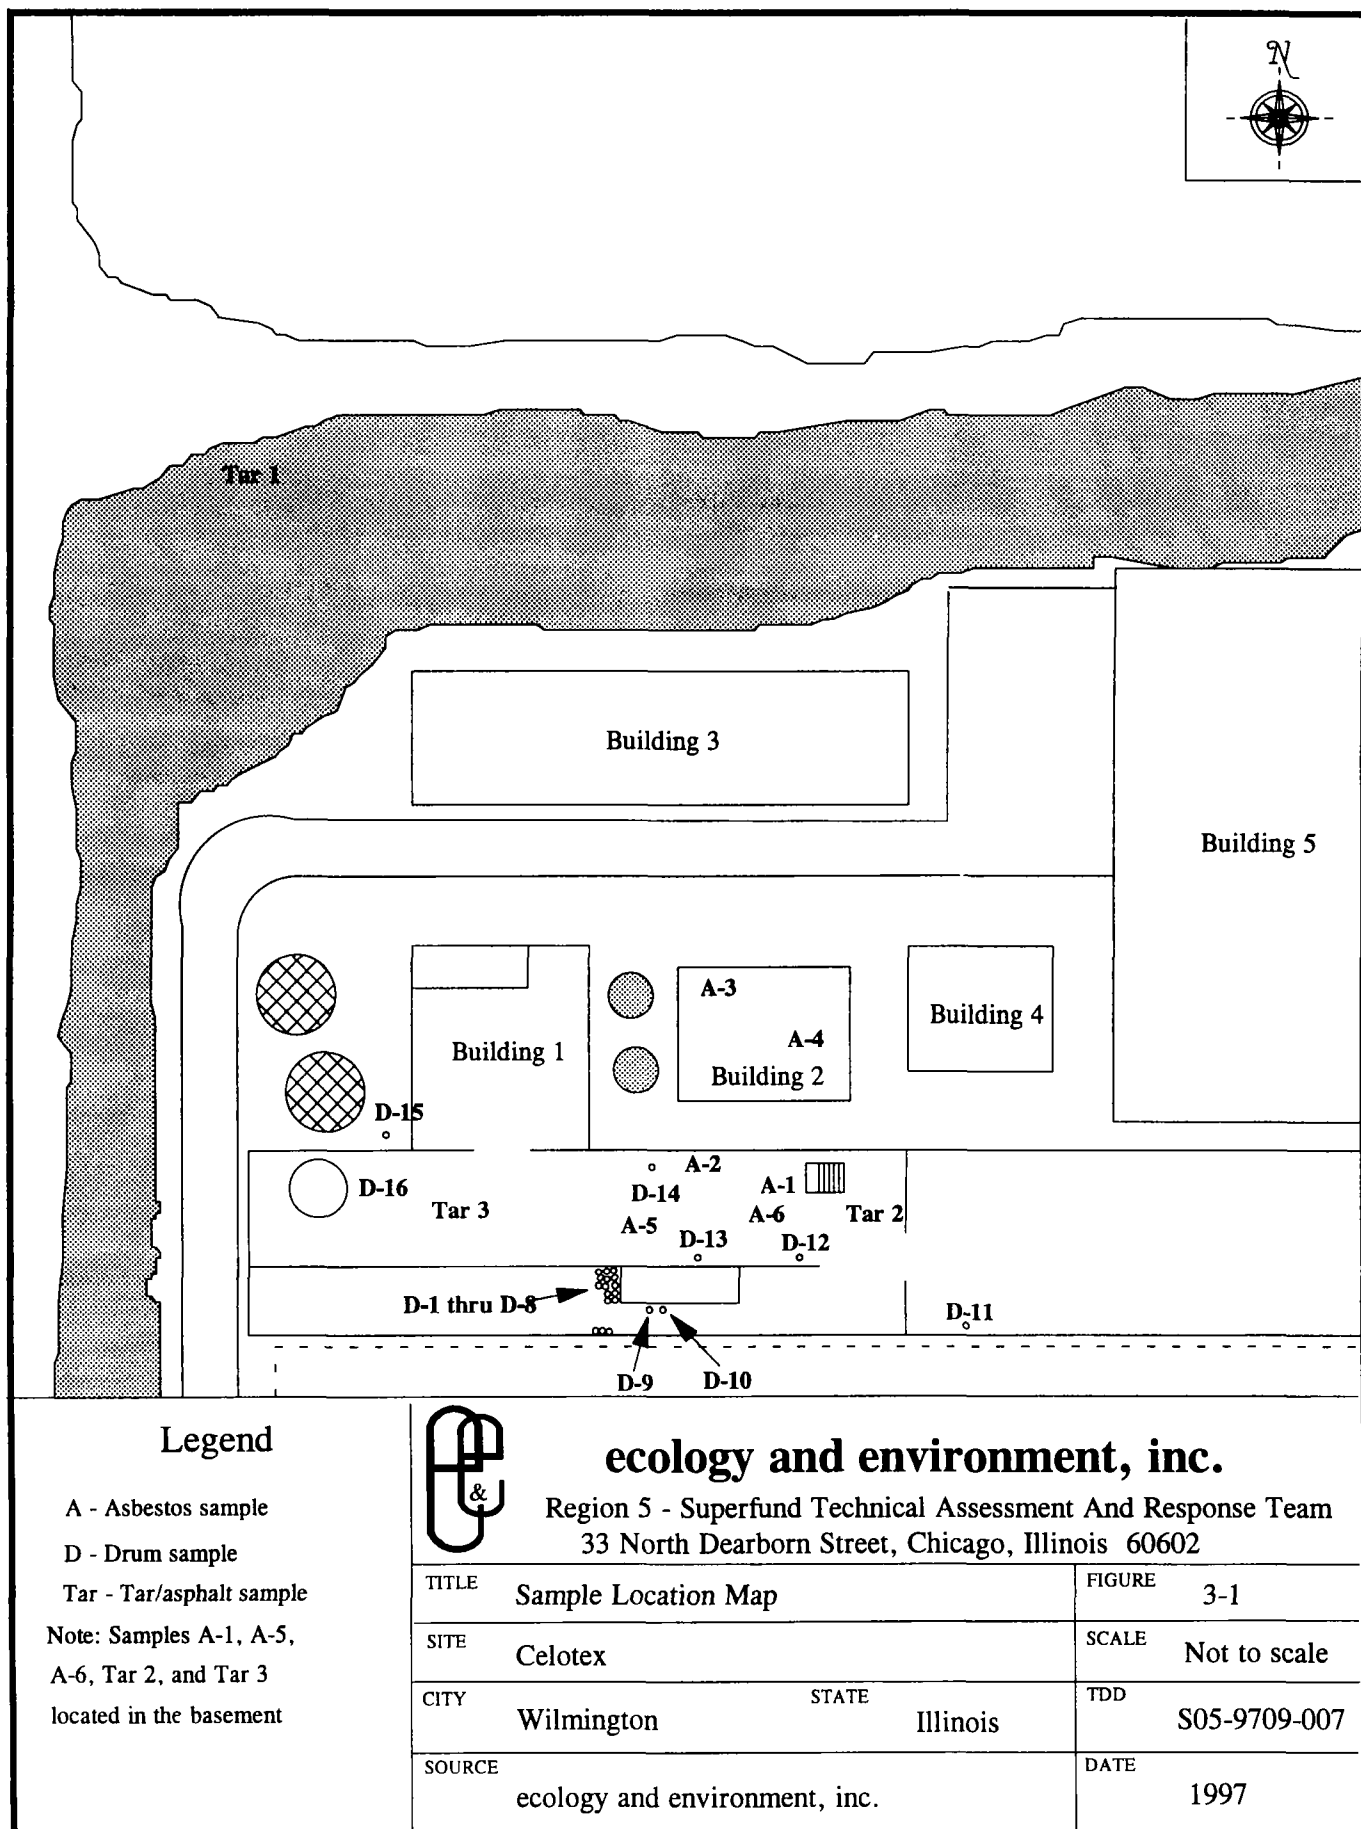 N
Tar 1
Building 3
Building 5
A-3
Building 4
A-4
Building 1
Building 2
D-15
A-2
D-16
D-14
A-1
Tar 3
A-6
Tar 2
A-5
D-13
D-12
D-1 thru D-8
D-11
D-9
D-10
Legend
A - Asbestos sample
D - Drum sample
Tar - Tar/asphalt sample
Note: Samples A-1, A-5,
A-6, Tar 2, and Tar 3
located in the basement
&
ecology and environment, inc.
Region 5 - Superfund Technical Assessment And Response Team
33 North Dearborn Street, Chicago, Illinois 60602
TITLE Sample Location Map
FIGURE 3-1
SITE Celotex
SCALE Not to scale
CITY Wilmington
STATE Illinois
TDD S05-9709-007
SOURCE ecology and environment, inc.
DATE 1997